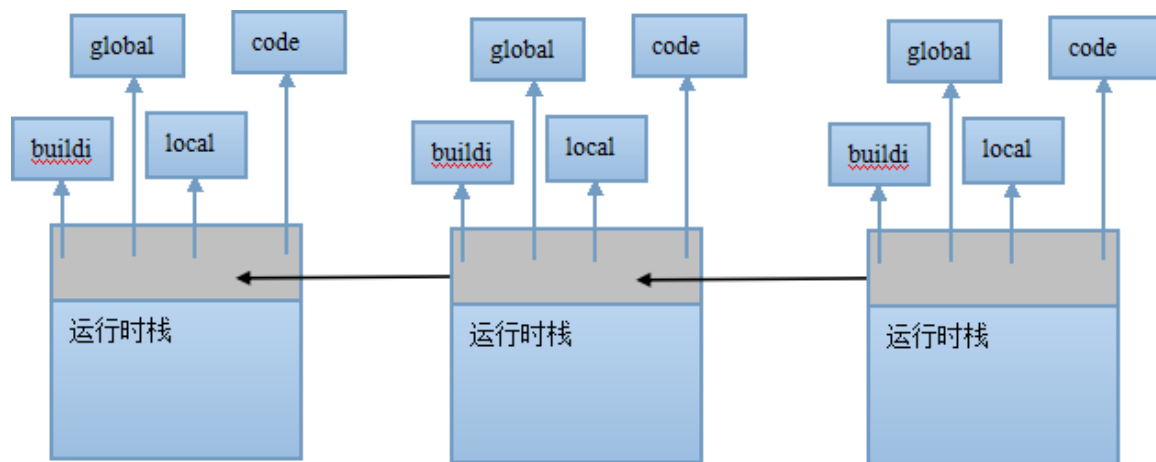 global
code
buildi
local
运行时栈
global
code
buildi
local
运行时栈
global
code
buildi
local
运行时栈